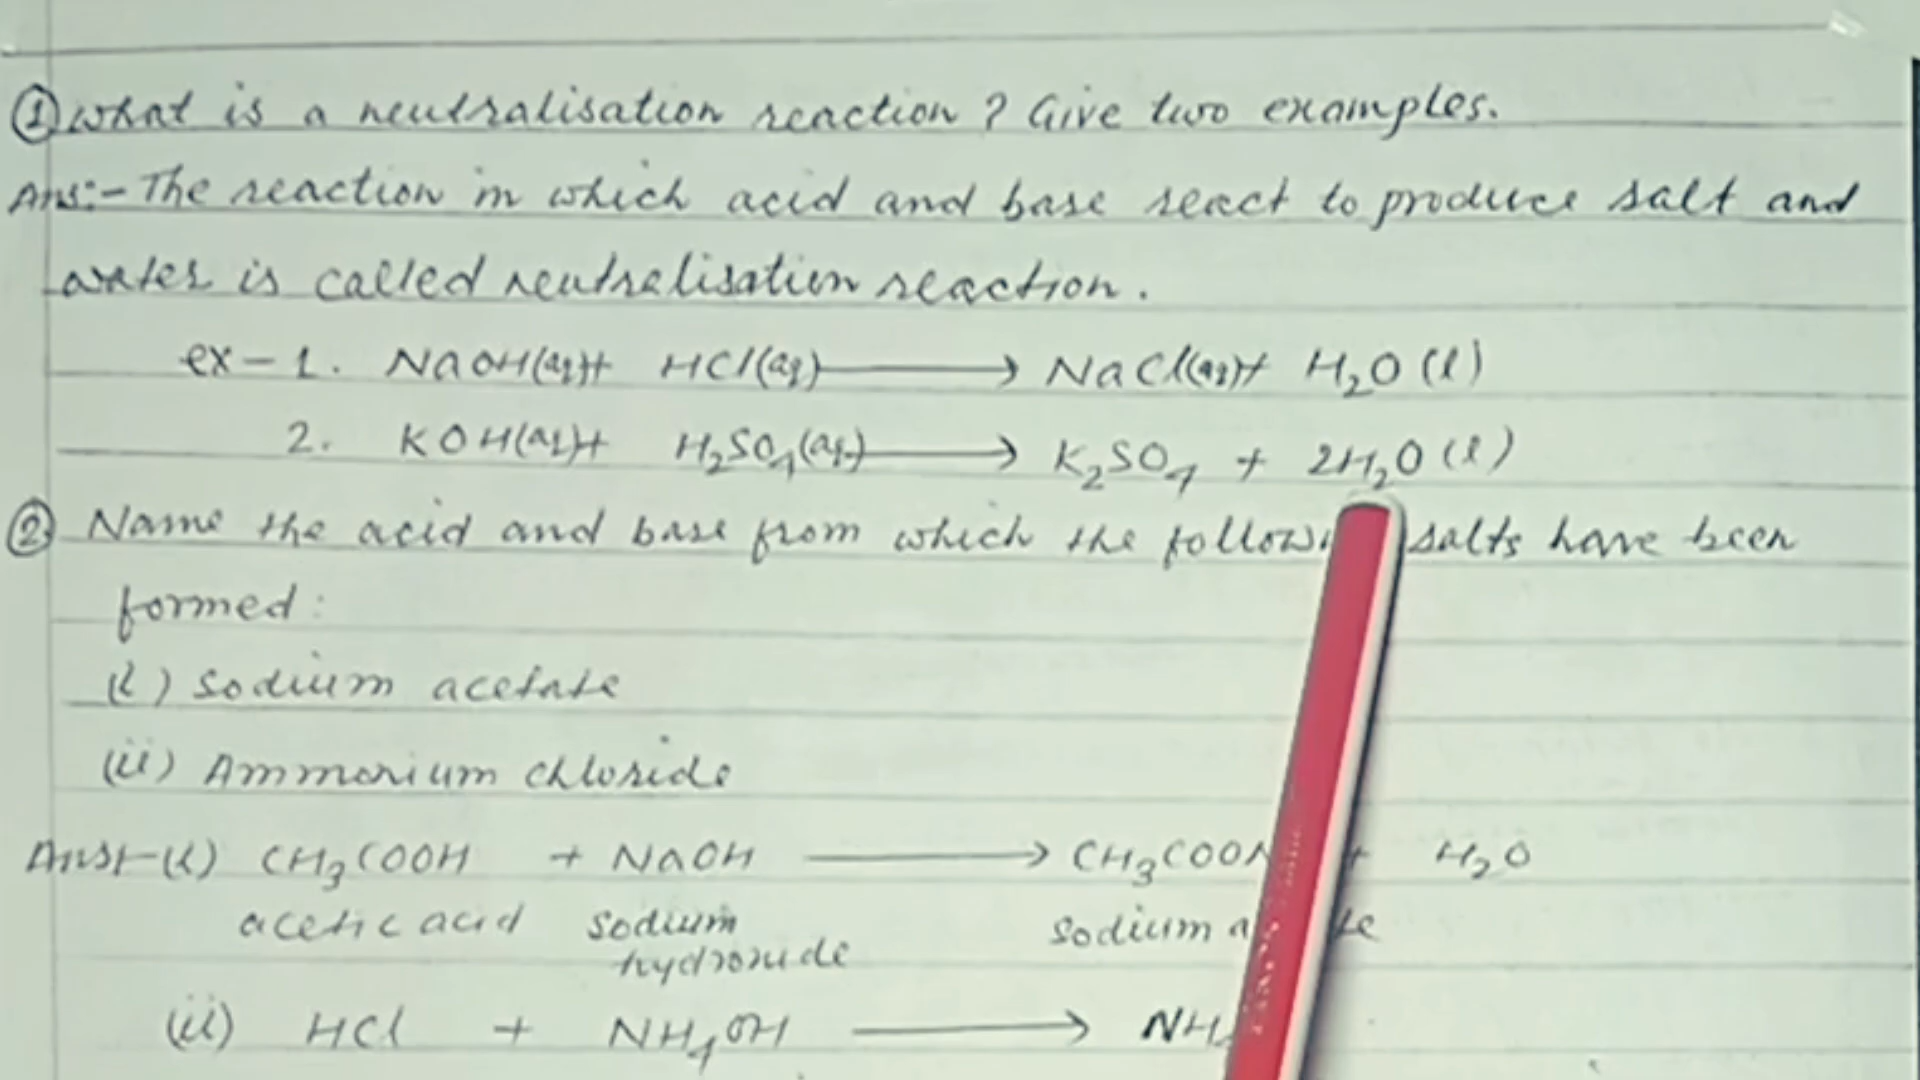 ① what is a neutralisation reaction? Give two examples.
Ans:- The reaction in which acid and base react to produce salt and
water is called neutralisation reaction.
ex-1. NaOH(aq)+ HCl(aq) ⟶ NaCl(aq)+ H₂O(l)
2. KOH(aq)+ H₂SO₄(aq) ⟶ K₂SO₄ + 2H₂O(l)
② Name the acid and base from which the salts have been
formed:
(i) sodium acetate
(ii) Ammonium chloride
Ans:-(i) CH₃COOH + NaOH ⟶ CH₃COO + H₂O
acetic acid sodium sodium
hydroxide
(ii) HCl + NH₄OH ⟶ NH